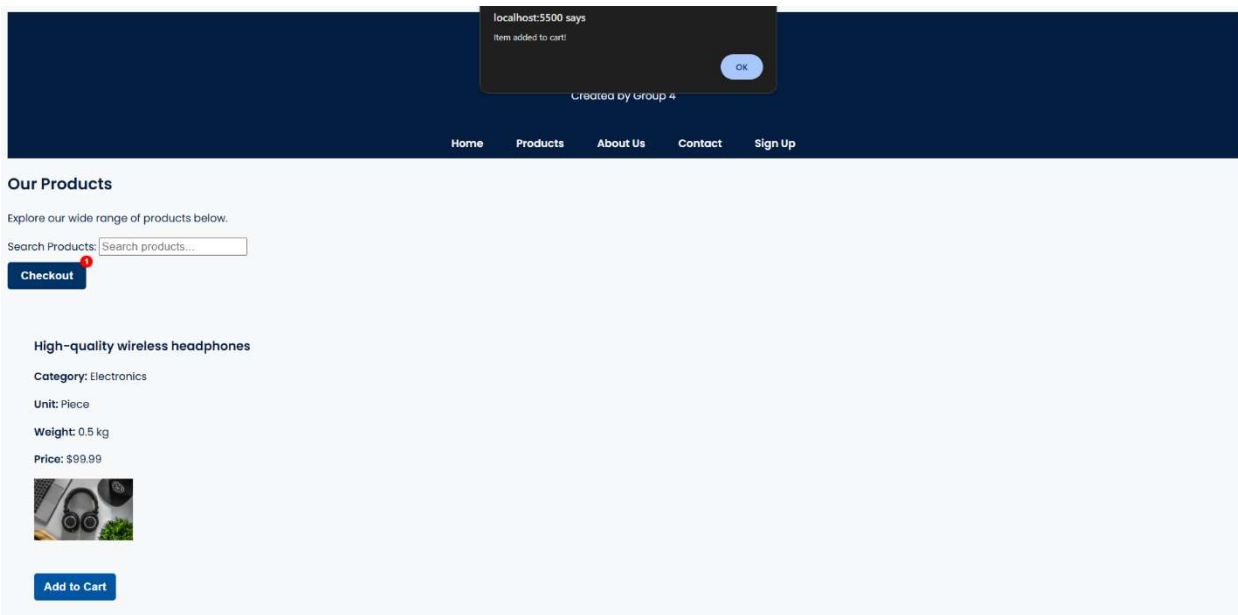 localhost:5500 says
Item added to cart!
OK
Created by Group 4
Home Products About Us Contact Sign Up
Our Products
Explore our wide range of products below.
Search Products: Search products...
1
Checkout
High-quality wireless headphones
Category: Electronics
Unit: Piece
Weight: 0.5 kg
Price: $99.99
Add to Cart